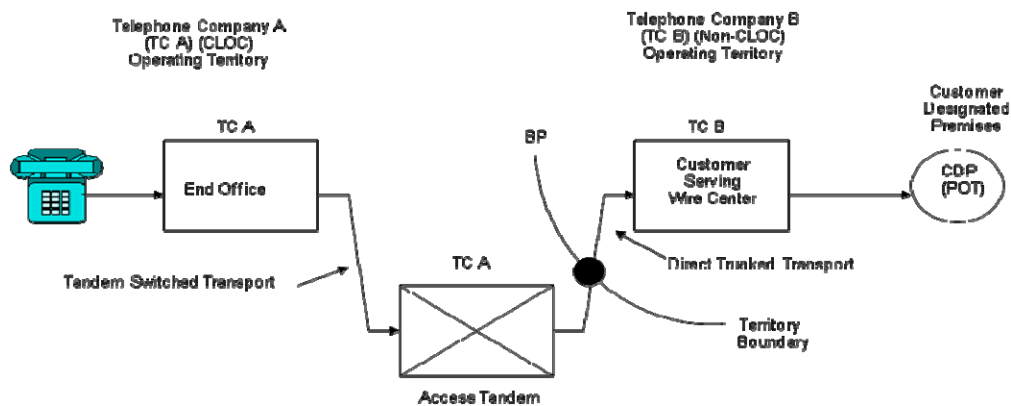 Telephone Company A
(TC A) (CLOC)
Operating Territory
Telephone Company B
(TC B) (Non-CLOC)
Operating Territory
Customer
Designated
Premises
TC A
BP
TC B
End Office
Customer
Serving
Wire Center
CDP
(POT)
Tandem Switched Transport
TC A
Direct Trunked Transport
Territory
Boundary
Access Tandem